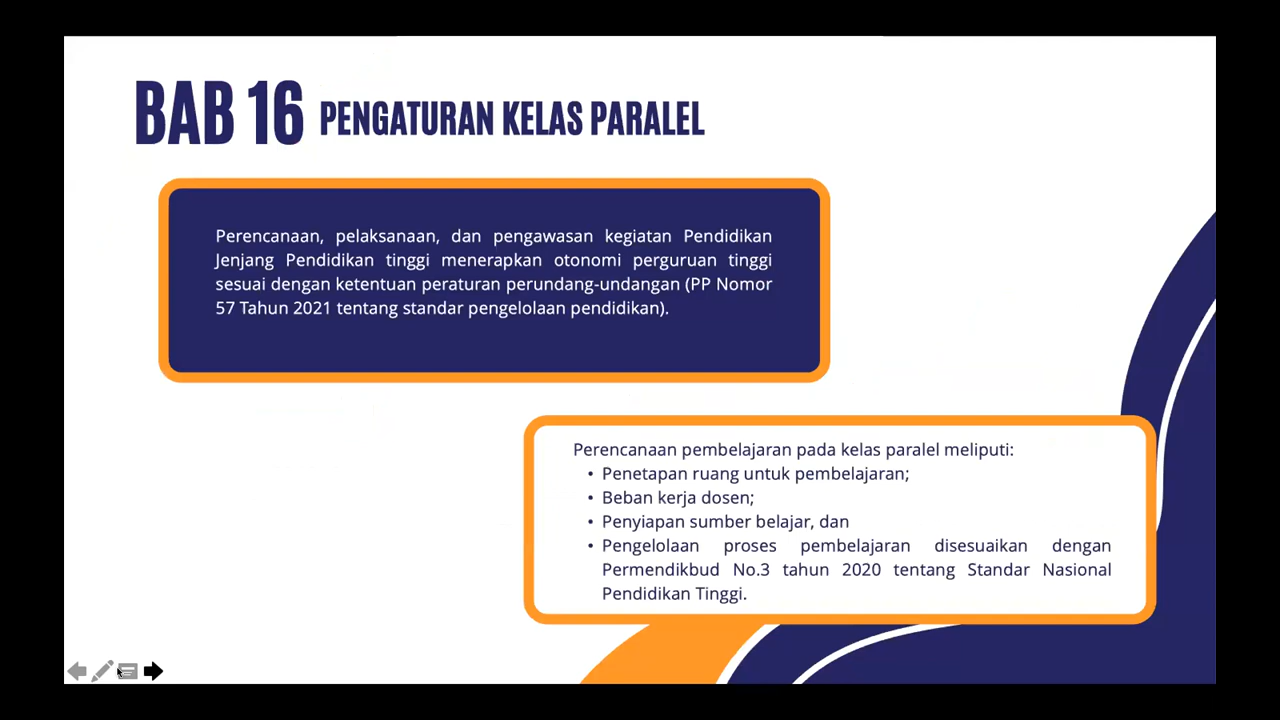 BAB 16 PENGATURAN KELAS PARALEL
Perencanaan, pelaksanaan, dan pengawasan kegiatan Pendidikan
Jenjang Pendidikan tinggi menerapkan otonomi perguruan tinggi
sesuai dengan ketentuan peraturan perundang-undangan (PP Nomor
57 Tahun 2021 tentang standar pengelolaan pendidikan).
Perencanaan pembelajaran pada kelas paralel meliputi:
• Penetapan ruang untuk pembelajaran;
• Beban kerja dosen;
• Penyiapan sumber belajar, dan
• Pengelolaan proses pembelajaran disesuaikan dengan
Permendikbud No.3 tahun 2020 tentang Standar Nasional
Pendidikan Tinggi.